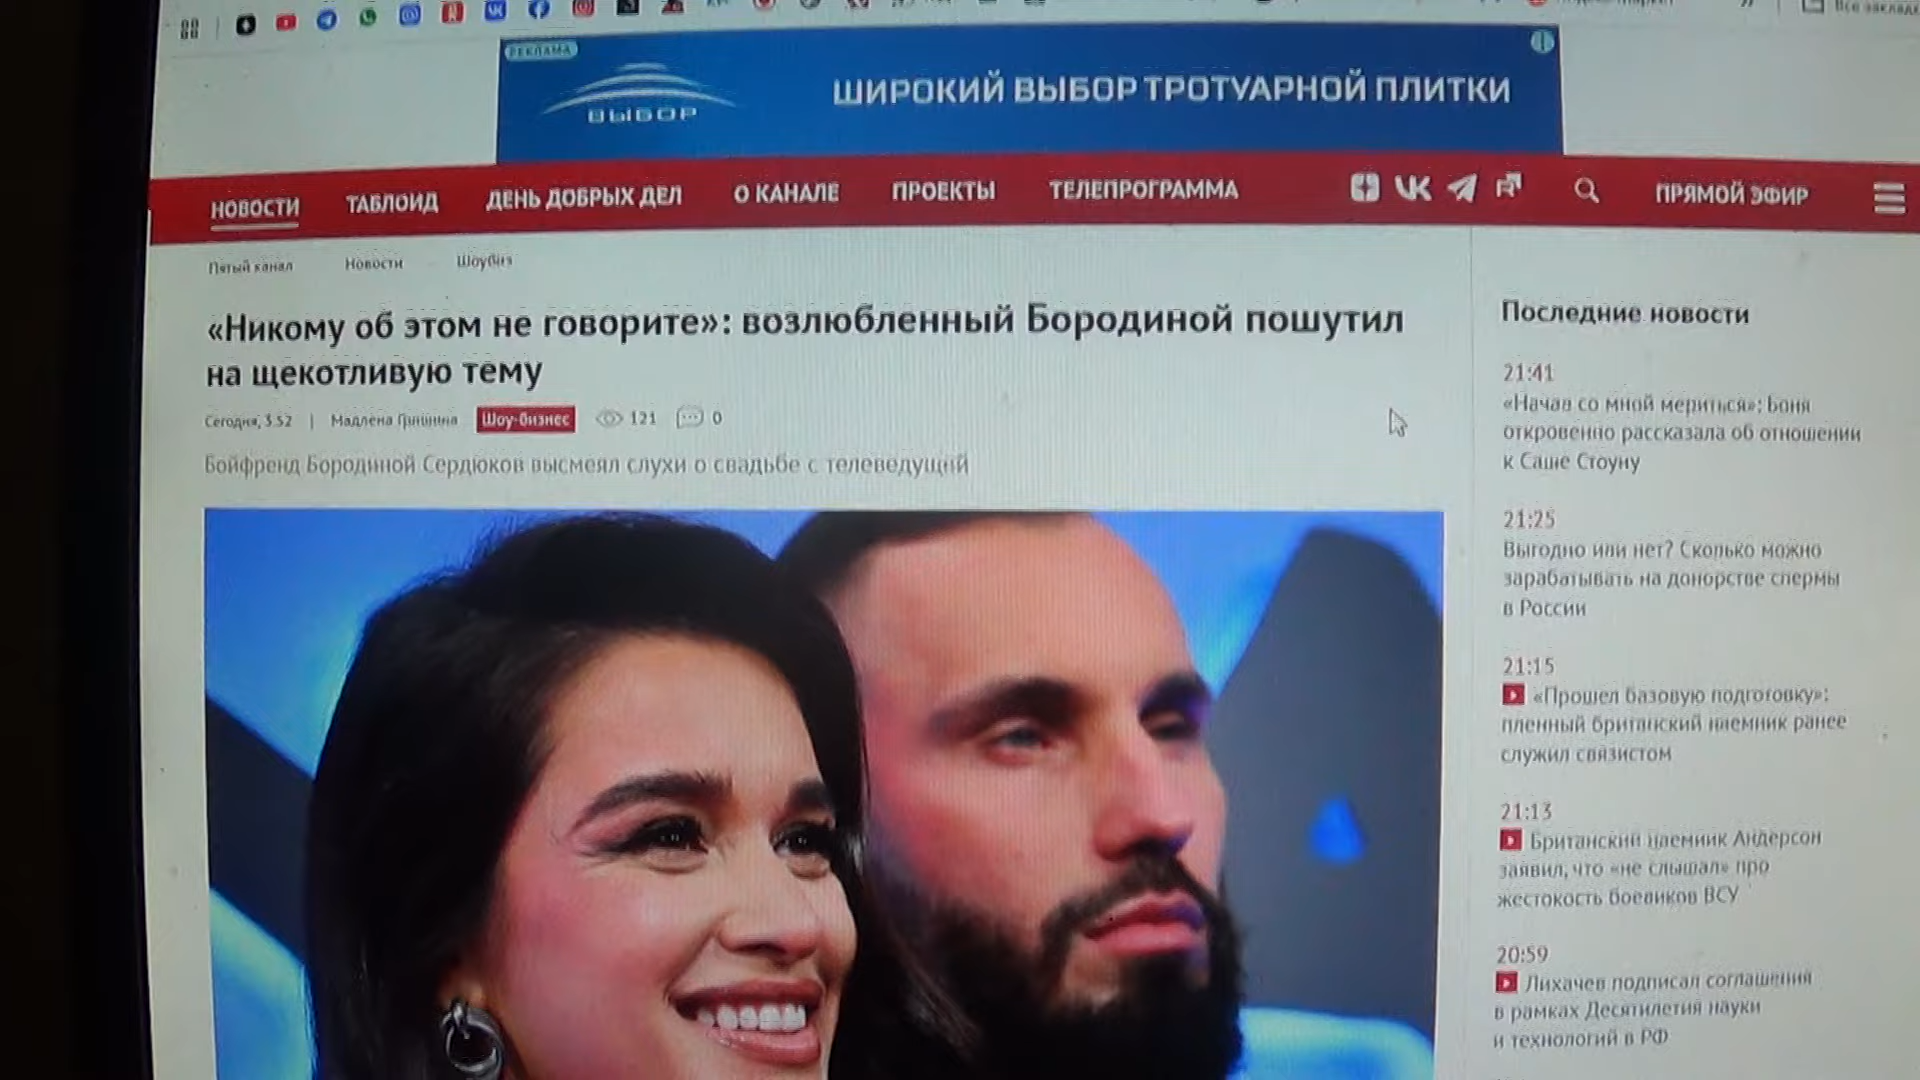 РЕКЛАМА
ВЫБОР
ШИРОКИЙ ВЫБОР ТРОТУАРНОЙ ПЛИТКИ
НОВОСТИ ТАБЛОИД ДЕНЬ ДОБРЫХ ДЕЛ О КАНАЛЕ ПРОЕКТЫ ТЕЛЕПРОГРАММА ПРЯМОЙ ЭФИР
Пятый канал Новости Шоубиз
«Никому об этом не говорите»: возлюбленный Бородиной пошутил
на щекотливую тему
Сегодня, 3:52 | Мадлена Гришина Шоу-бизнес 121 0
Бойфренд Бородиной Сердюков высмеял слухи о свадьбе с телеведущей
Последние новости
21:41
«Начав со мной мериться»: Боня
откровенно рассказала об отношении
к Саше Стоуну
21:25
Выгодно или нет? Сколько можно
зарабатывать на донорстве спермы
в России
21:15
«Прошел базовую подготовку»:
пленный британский наемник ранее
служил связистом
21:13
Британский наемник Андерсон
заявил, что «не слышал» про
жестокость боевиков ВСУ
20:59
Лихачев подписал соглашения
в рамках Десятилетия науки
и технологий в РФ